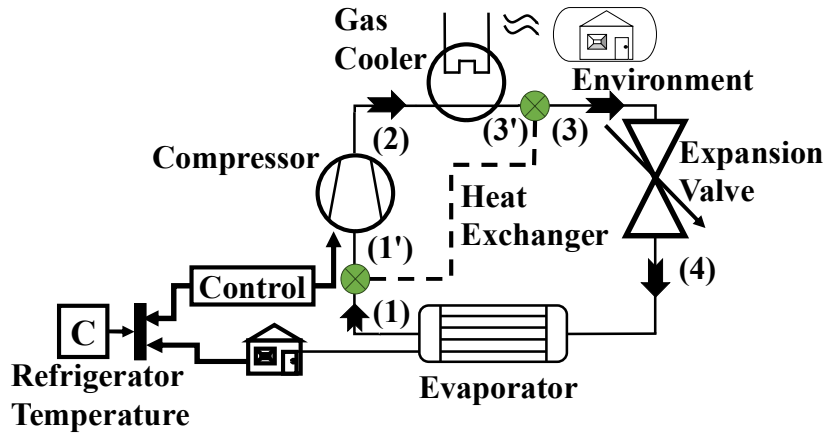 Gas
Cooler
Environment
(2)
(3')
(3)
Compressor
Expansion
Valve
Heat
Exchanger
(1')
(4)
Control
(1)
C
Refrigerator
Temperature
Evaporator